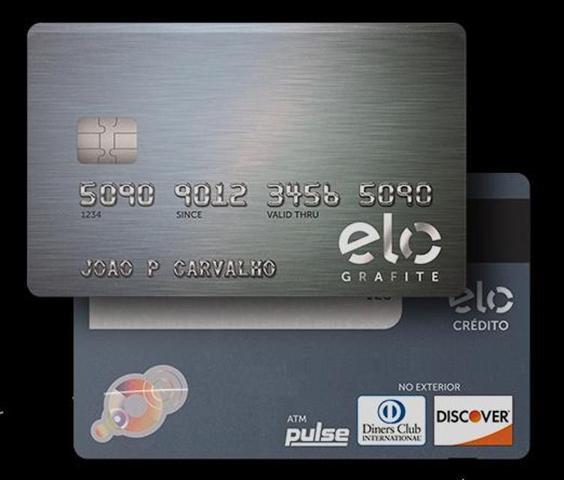 5090 9012 3456 5090
1234 SINCE VALID THRU
elo
GRAFITE
JOAO P CARVALHO
elo
CRÉDITO
NO EXTERIOR
ATM
pulse
Diners Club
INTERNATIONAL
DISCOVER